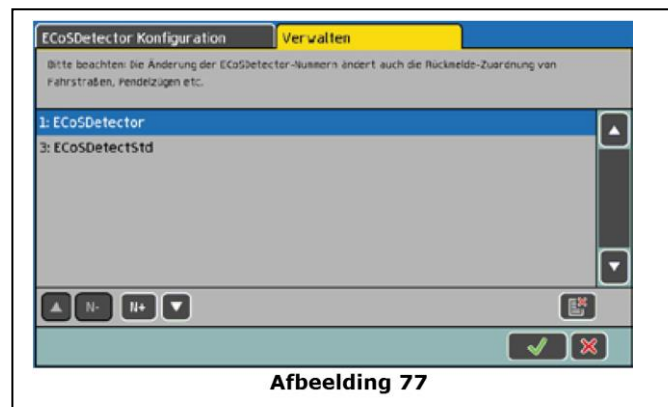 ECoSDetector Konfiguration
Verwalten
Bitte beachten: Die Änderung der ECoSDetector-Nummern ändert auch die Rückmelde-Zuordnung von
Fahrstraßen, Pendelzügen etc.
1: ECoSDetector
3: ECoSDetectStd
N-
N+
Afbeelding 77